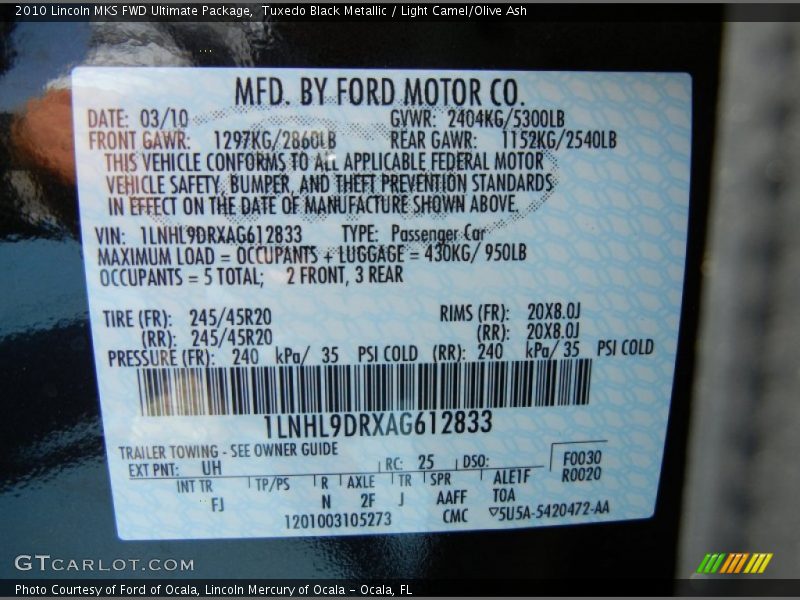 2010 Lincoln MKS FWD Ultimate Package, Tuxedo Black Metallic / Light Camel/Olive Ash
MFD. BY FORD MOTOR CO.
DATE: 03/10 GVWR: 2404KG/5300LB
FRONT GAWR: 1297KG/2860LB REAR GAWR: 1152KG/2540LB
THIS VEHICLE CONFORMS TO ALL APPLICABLE FEDERAL MOTOR
VEHICLE SAFETY, BUMPER, AND THEFT PREVENTION STANDARDS
IN EFFECT ON THE DATE OF MANUFACTURE SHOWN ABOVE.
VIN: 1LNHL9DRXAG612833 TYPE: Passenger Car
MAXIMUM LOAD = OCCUPANTS + LUGGAGE = 430KG/ 950LB
OCCUPANTS = 5 TOTAL; 2 FRONT, 3 REAR
TIRE (FR): 245/45R20 RIMS (FR): 20X8.0J
(RR): 245/45R20 (RR): 20X8.0J
PRESSURE (FR): 240 kPa/ 35 PSI COLD (RR): 240 kPa/ 35 PSI COLD
1LNHL9DRXAG612833
TRAILER TOWING - SEE OWNER GUIDE
EXT PNT: UH RC: 25 DSO: F0030
R0020
INT TR TP/PS R AXLE TR SPR ALE1F
FJ N 2F J AAFF TOA
1201003105273 CMC ▽5U5A-5420472-AA
GTCARLOT.COM
Photo Courtesy of Ford of Ocala, Lincoln Mercury of Ocala - Ocala, FL